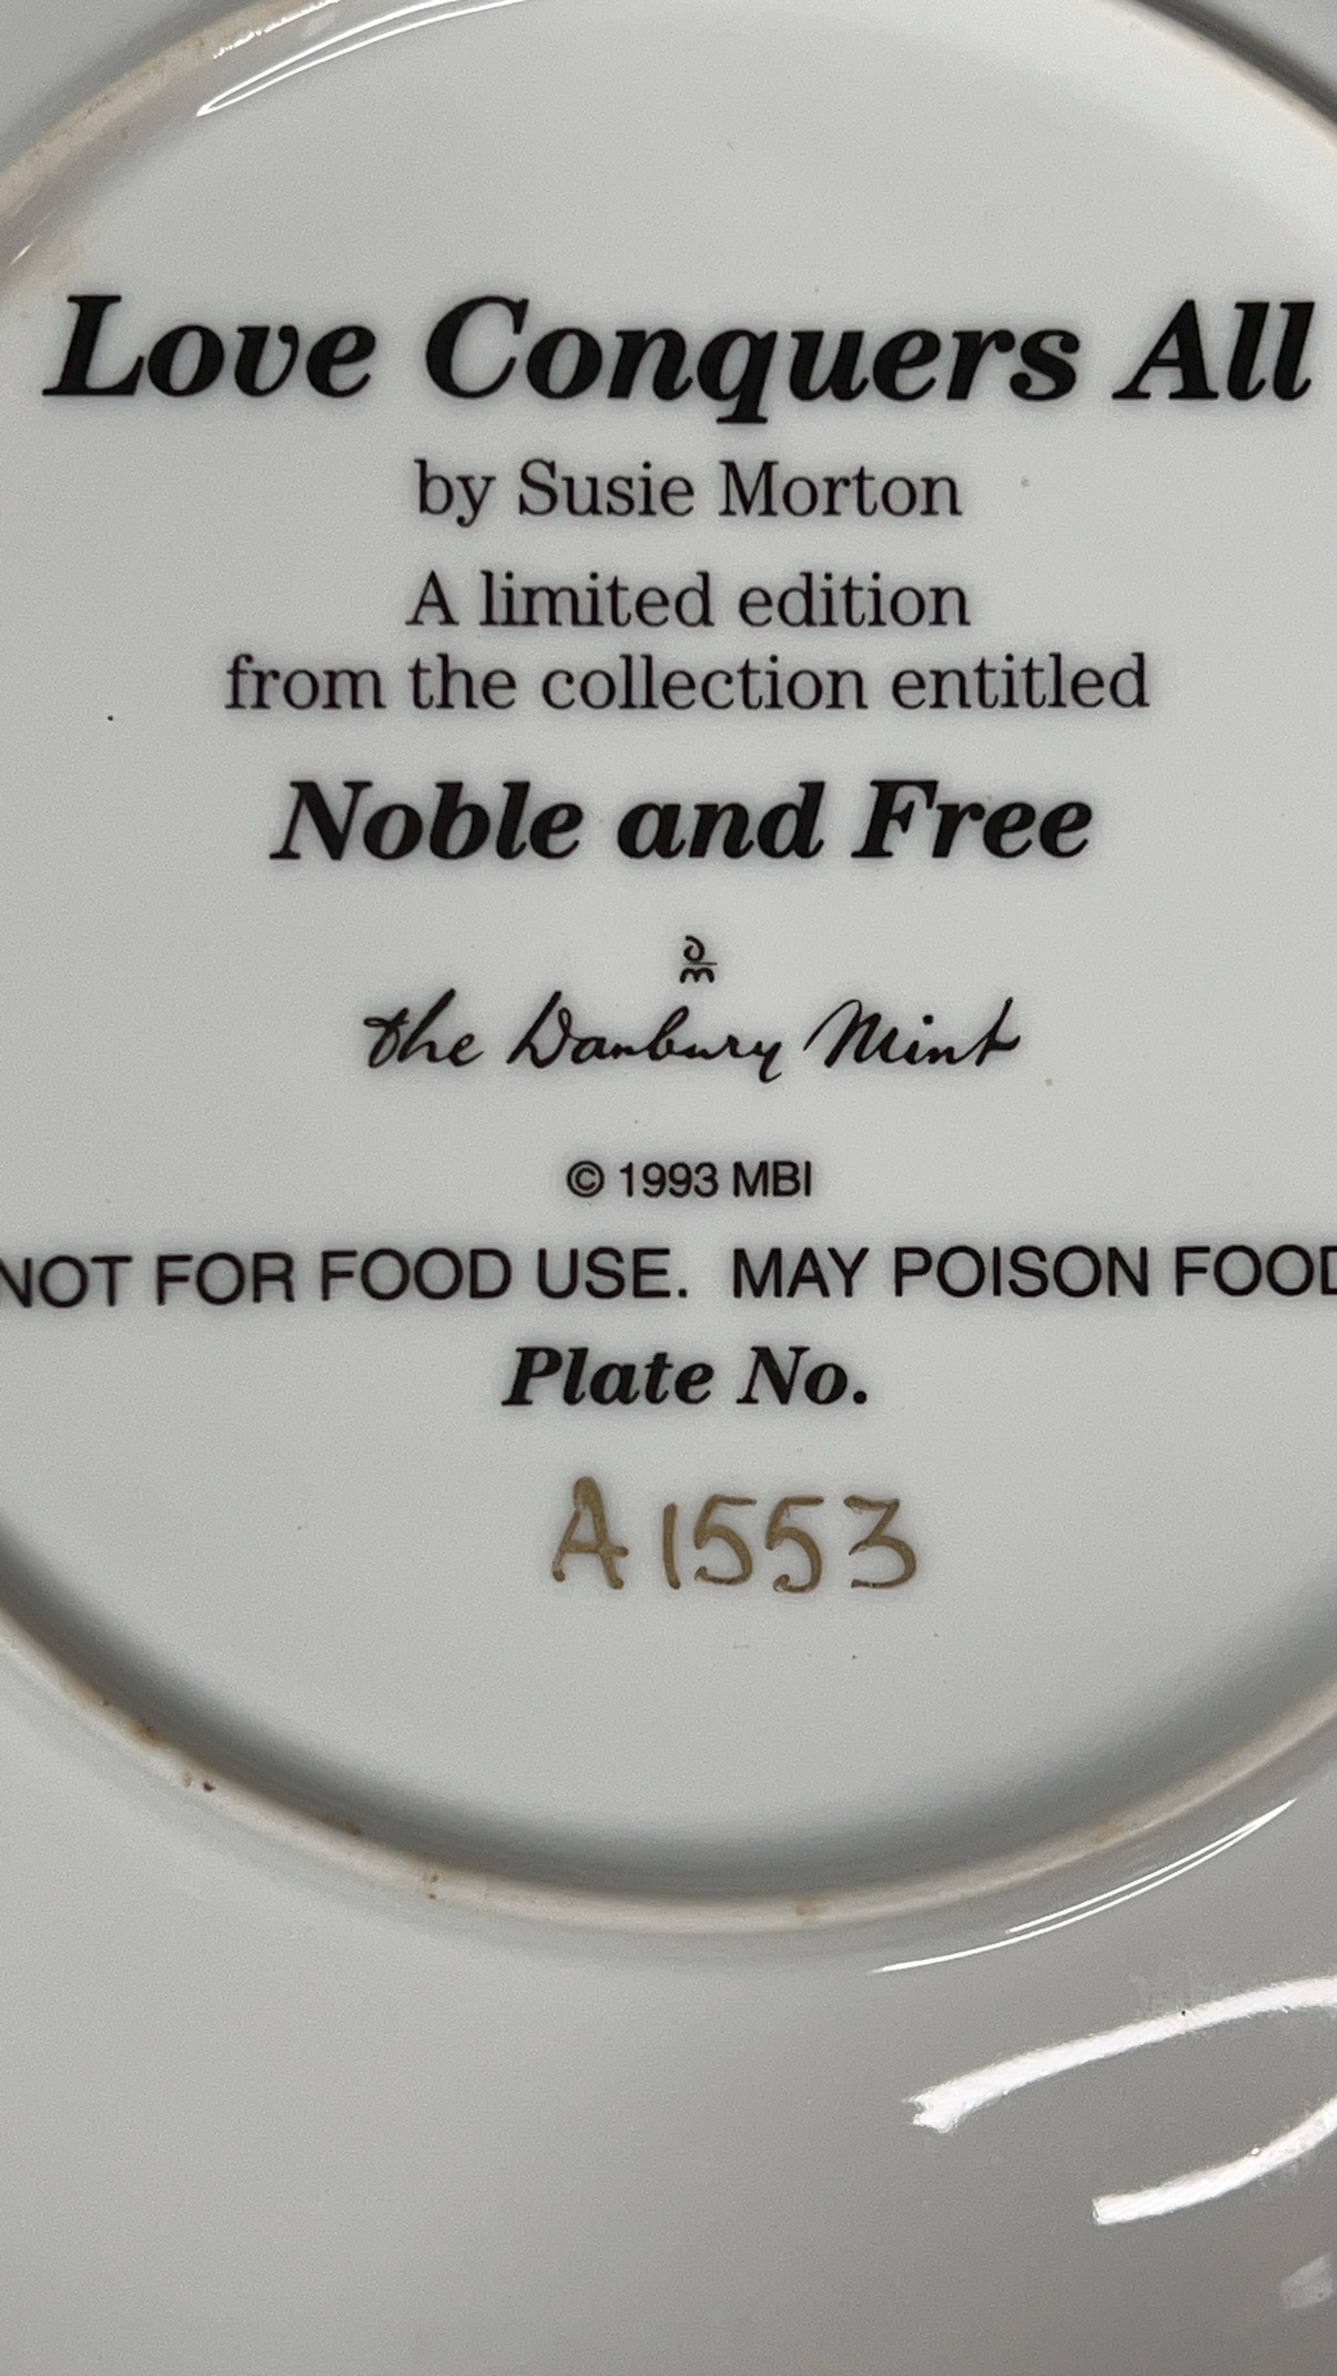 Love Conquers All
by Susie Morton
A limited edition
from the collection entitled
Noble and Free
D
m
the Danbury Mint
© 1993 MBI
NOT FOR FOOD USE. MAY POISON FOOD
Plate No.
A1553